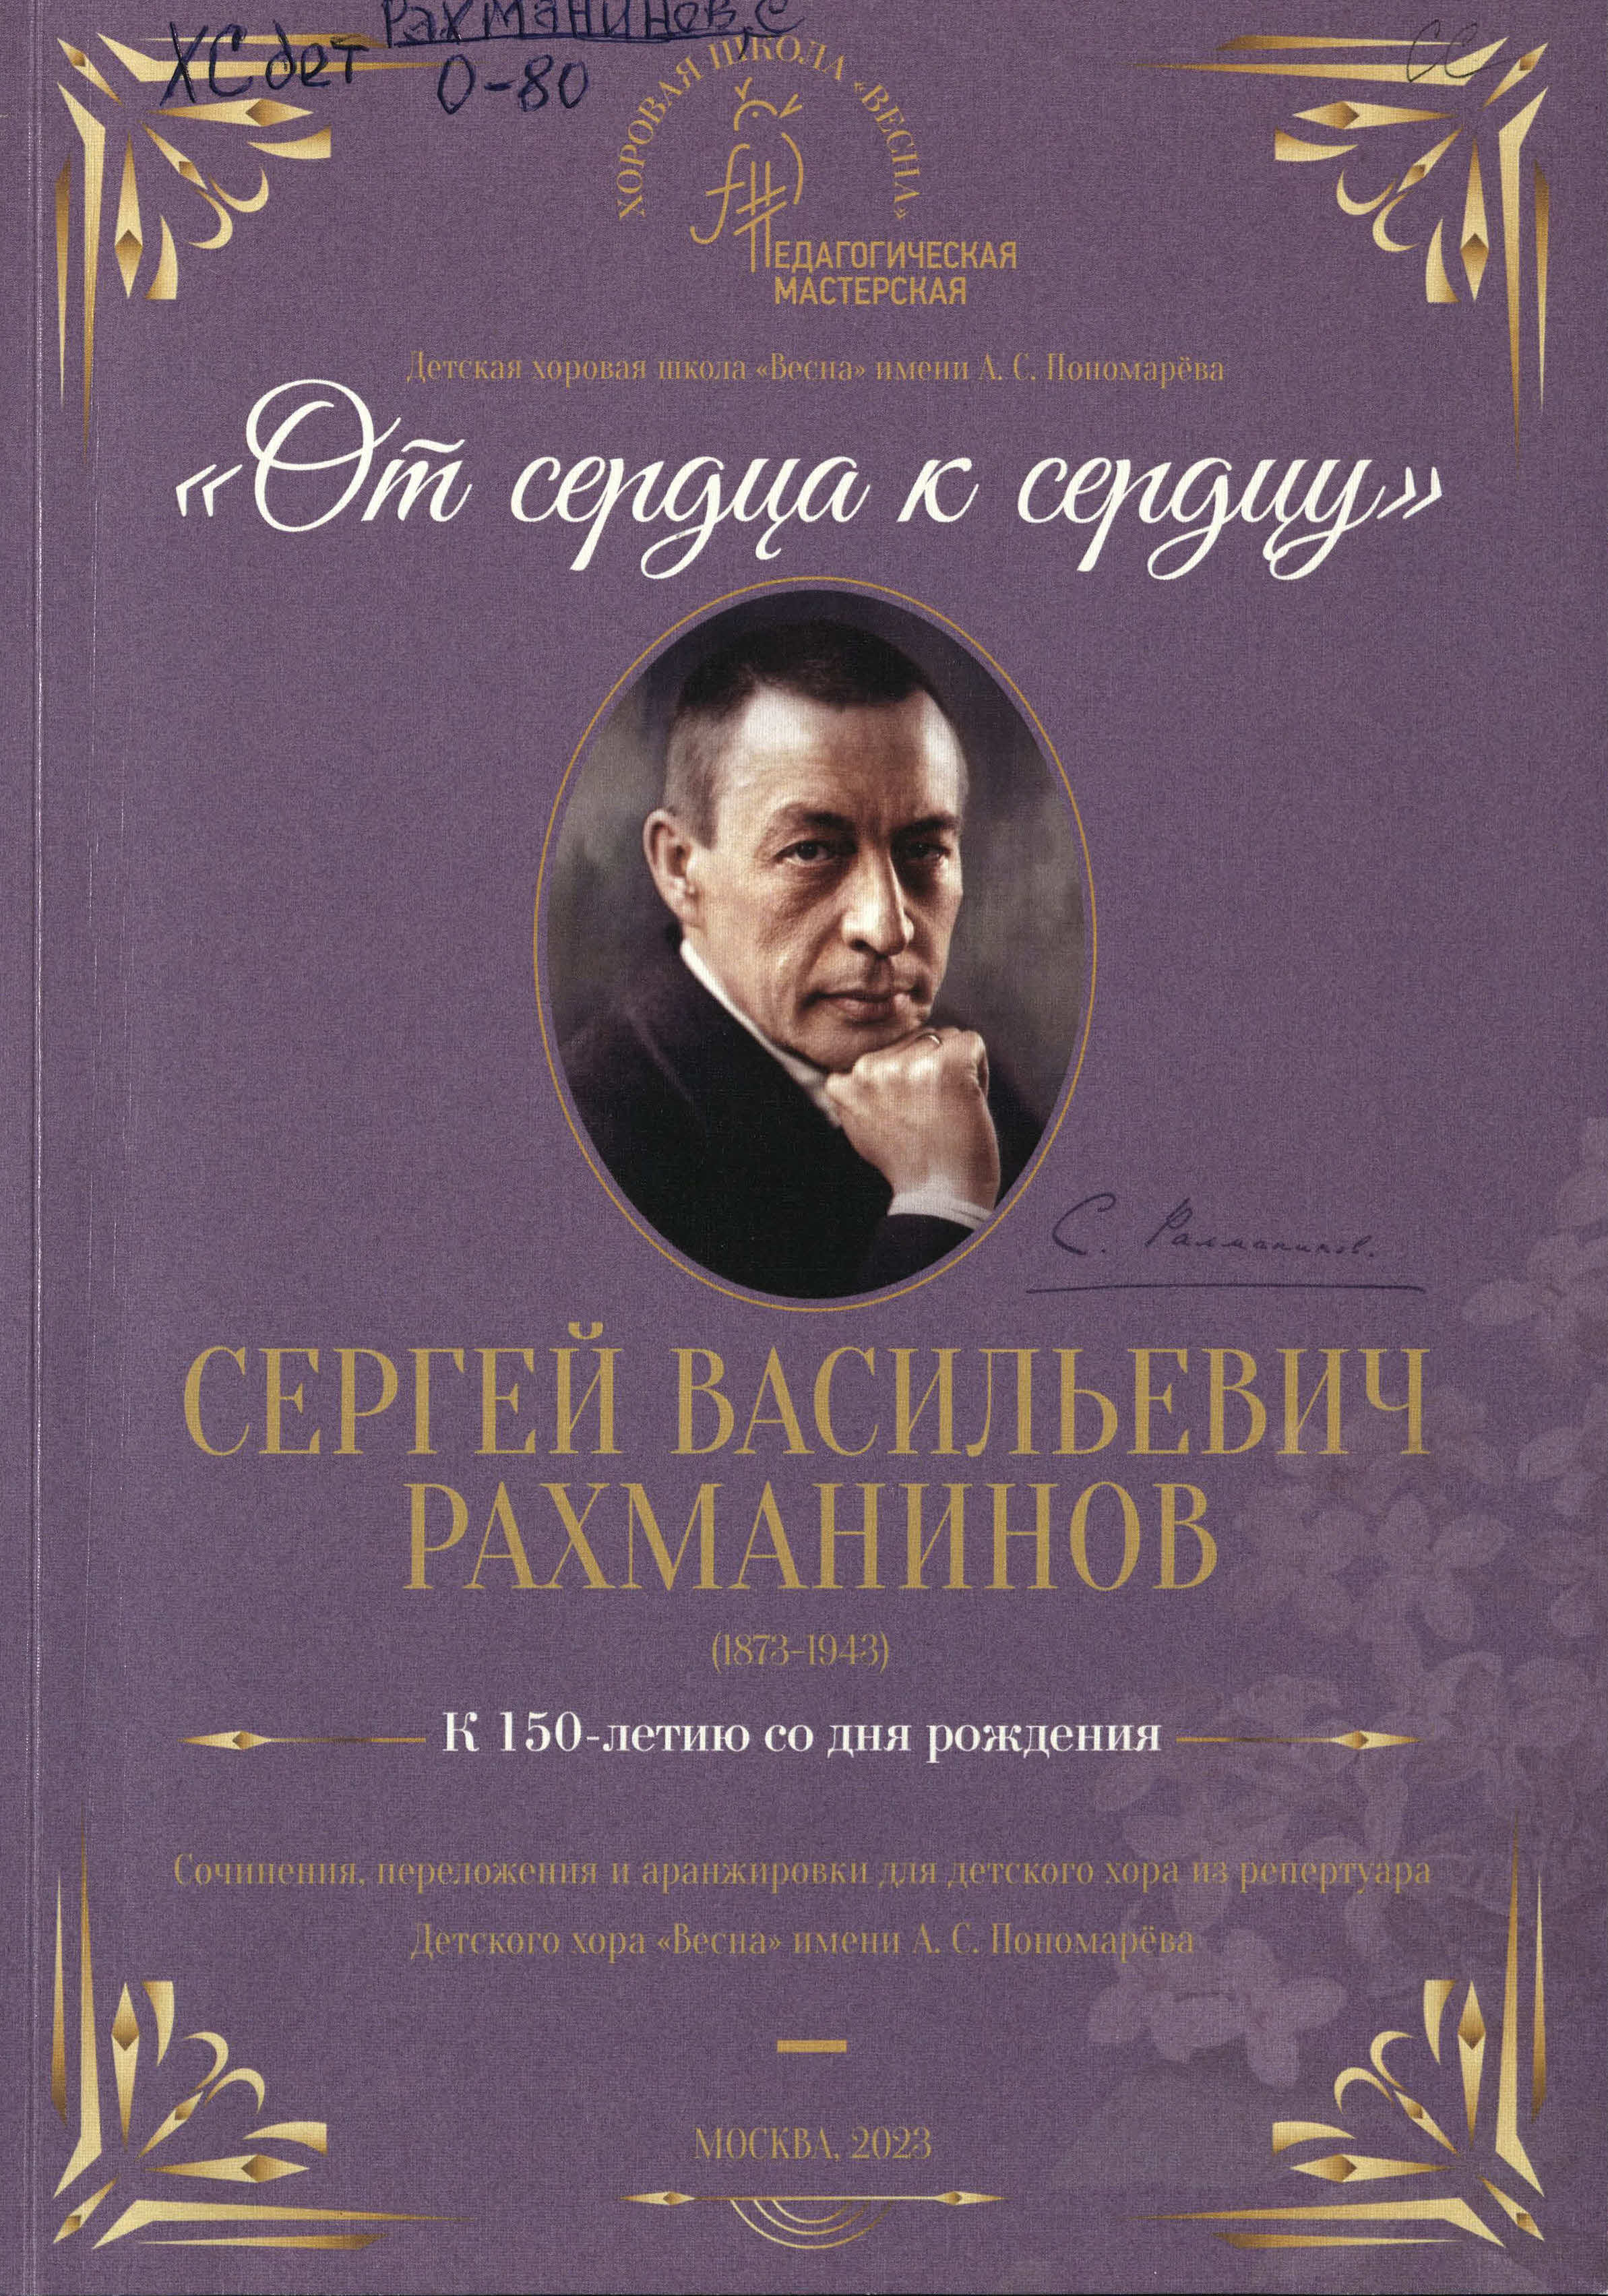 Рахманинов, С
ХС дет
О-80
СС
ХОРОВАЯ ШКОЛА «ВЕСНА»
ПЕДАГОГИЧЕСКАЯ
МАСТЕРСКАЯ
Детская хоровая школа «Весна» имени А. С. Пономарёва
«От сердца к сердцу»
С. Рахманинов.
СЕРГЕЙ ВАСИЛЬЕВИЧ
РАХМАНИНОВ
(1873-1943)
К 150-летию со дня рождения
Сочинения, переложения и аранжировки для детского хора из репертуара
Детского хора «Весна» имени А. С. Пономарёва
МОСКВА, 2023